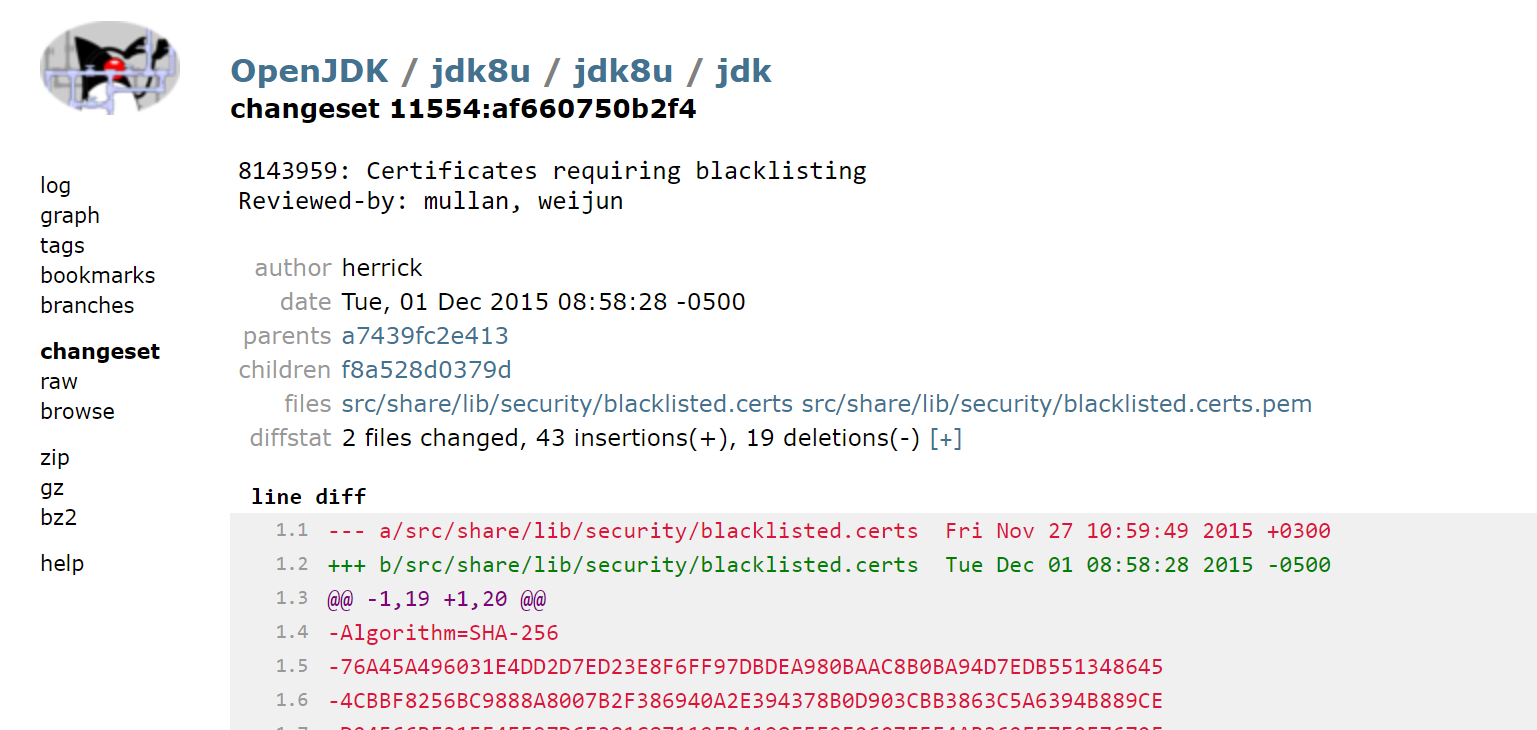 OpenJDK / jdk8u / jdk8u / jdk
changeset 11554:af660750b2f4
8143959: Certificates requiring blacklisting
Reviewed-by: mullan, weijun
log
graph
tags
bookmarks
branches
changeset
raw
browse
zip
gz
bz2
help
author herrick
date Tue, 01 Dec 2015 08:58:28 -0500
parents a7439fc2e413
children f8a528d0379d
files src/share/lib/security/blacklisted.certs src/share/lib/security/blacklisted.certs.pem
diffstat 2 files changed, 43 insertions(+), 19 deletions(-) [+]
line diff
1.1 --- a/src/share/lib/security/blacklisted.certs Fri Nov 27 10:59:49 2015 +0300
1.2 +++ b/src/share/lib/security/blacklisted.certs Tue Dec 01 08:58:28 2015 -0500
1.3 @@ -1,19 +1,20 @@
1.4 -Algorithm=SHA-256
1.5 -76A45A496031E4DD2D7ED23E8F6FF97DBDEA980BAAC8B0BA94D7EDB551348645
1.6 -4CBBF8256BC9888A8007B2F386940A2E394378B0D903CBB3863C5A6394B889CE